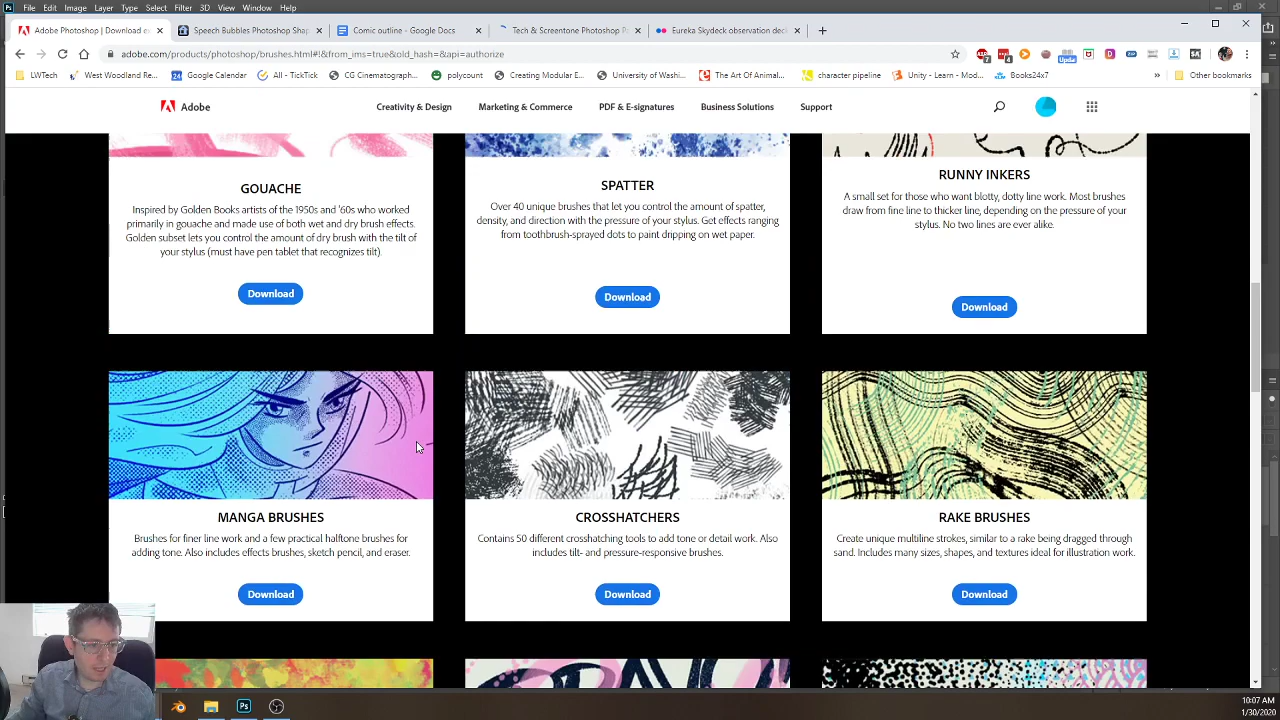 Ps File Edit Image Layer Type Select Filter 3D View Window Help
Adobe Photoshop | Download ex
Speech Bubbles Photoshop Shap
Comic outline - Google Docs
Tech & Screentone Photoshop P
Eureka Skydeck observation dec
adobe.com/products/photoshop/brushes.html#!&from_ims=true&old_hash=&api=authorize
LWTech
West Woodland Re...
Google Calendar
All - TickTick
CG Cinematograp...
polycount
Creating Modular E...
University of Washi...
The Art Of Animal...
character pipeline
Unity - Learn - Mod...
Books24x7
»
Other bookmarks
Adobe
Creativity & Design
Marketing & Commerce
PDF & E-signatures
Business Solutions
Support
GOUACHE
Inspired by Golden Books artists of the 1950s and '60s who worked
primarily in gouache and made use of both wet and dry brush effects.
Golden subset lets you control the amount of dry brush with the tilt of
your stylus (must have pen tablet that recognizes tilt).
Download
SPATTER
Over 40 unique brushes that let you control the amount of spatter,
density, and direction with the pressure of your stylus. Get effects ranging
from toothbrush-sprayed dots to paint dripping on wet paper.
Download
RUNNY INKERS
A small set for those who want blotty, dotty line work. Most brushes
draw from fine line to thicker line, depending on the pressure of your
stylus. No two lines are ever alike.
Download
MANGA BRUSHES
Brushes for finer line work and a few practical halftone brushes for
adding tone. Also includes effects brushes, sketch pencil, and eraser.
Download
CROSSHATCHERS
Contains 50 different crosshatching tools to add tone or detail work. Also
includes tilt- and pressure-responsive brushes.
Download
RAKE BRUSHES
Create unique multiline strokes, similar to a rake being dragged through
sand. Includes many sizes, shapes, and textures ideal for illustration work.
Download
Ps
10:07 AM
1/30/2020